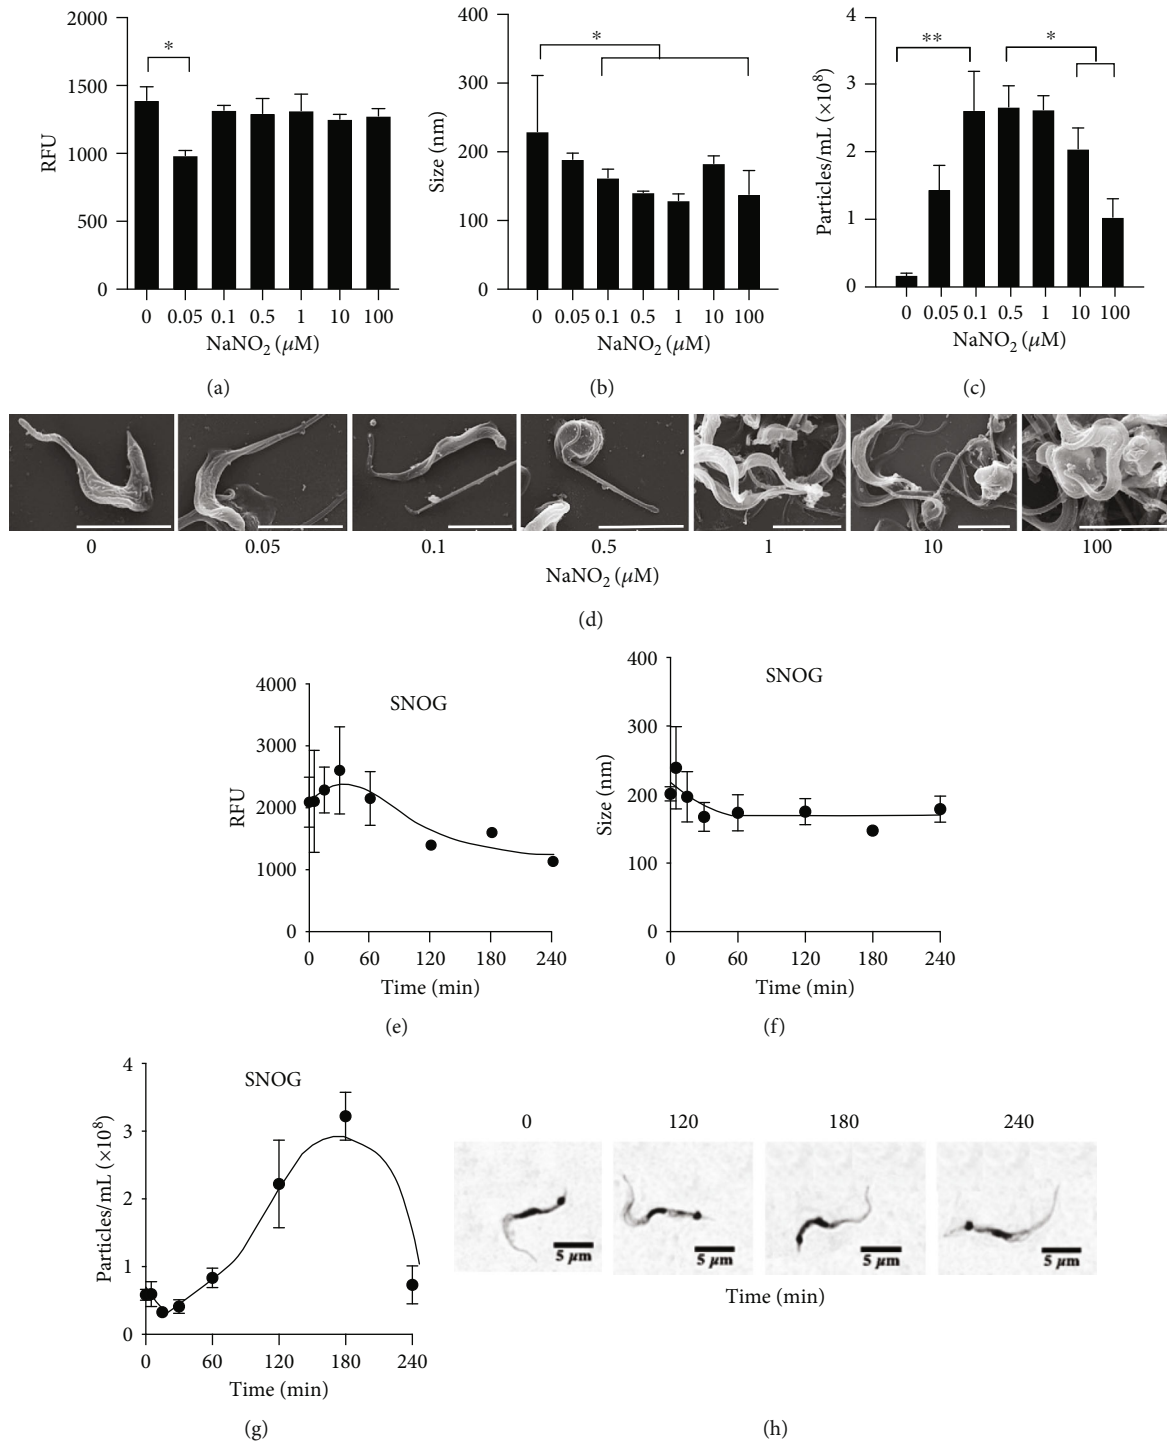 2000
1500
1000
500
0
RFU
*
0 0.05 0.1 0.5 1 10 100
NaNO2 (μM)
(a)
400
300
200
100
0
Size (nm)
*
0 0.05 0.1 0.5 1 10 100
NaNO2 (μM)
(b)
4
3
2
1
0
Particles/mL (×10⁸)
** *
0 0.05 0.1 0.5 1 10 100
NaNO2 (μM)
(c)
0 0.05 0.1 0.5 1 10 100
NaNO2 (μM)
(d)
4000
3000
2000
1000
0
RFU
SNOG
0 60 120 180 240
Time (min)
(e)
400
300
200
100
0
Size (nm)
SNOG
0 60 120 180 240
Time (min)
(f)
4
3
2
1
0
Particles/mL (×10⁸)
SNOG
0 60 120 180 240
Time (min)
(g)
0 120 180 240
5 μm 5 μm 5 μm 5 μm
Time (min)
(h)